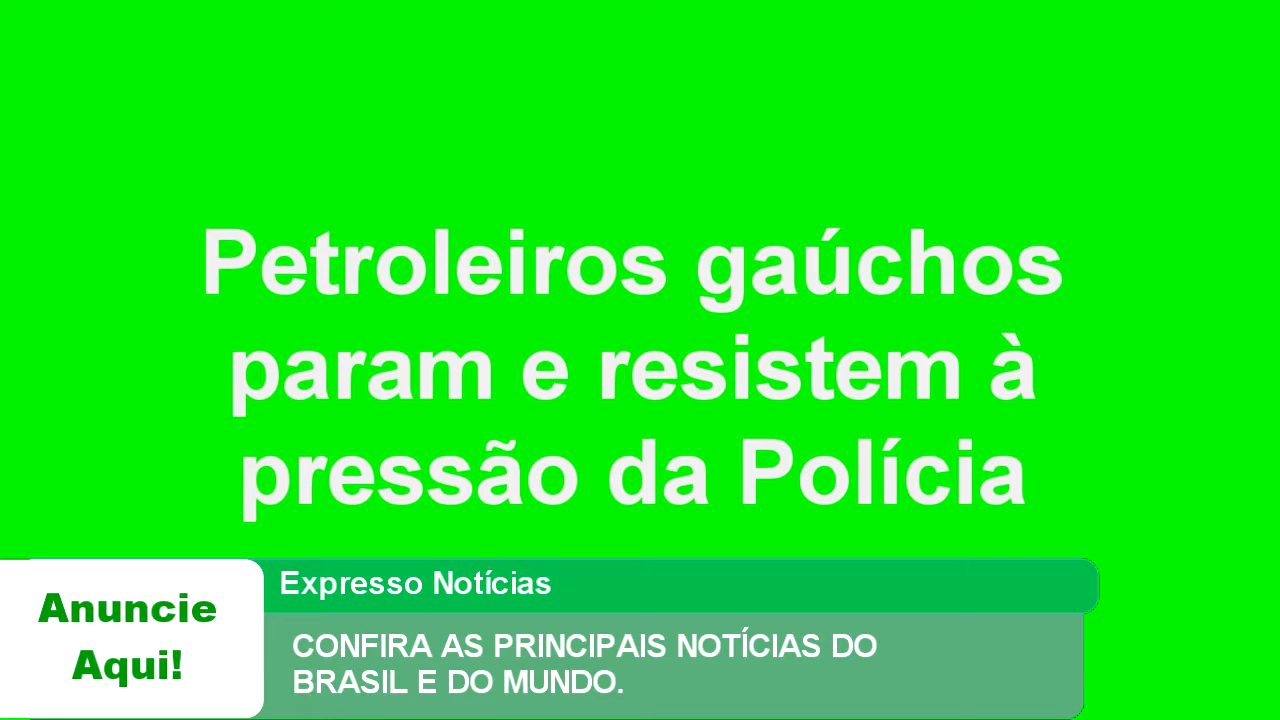 Petroleiros gaúchos
param e resistem à
pressão da Polícia
Anuncie
Aqui!
Expresso Notícias
CONFIRA AS PRINCIPAIS NOTÍCIAS DO
BRASIL E DO MUNDO.